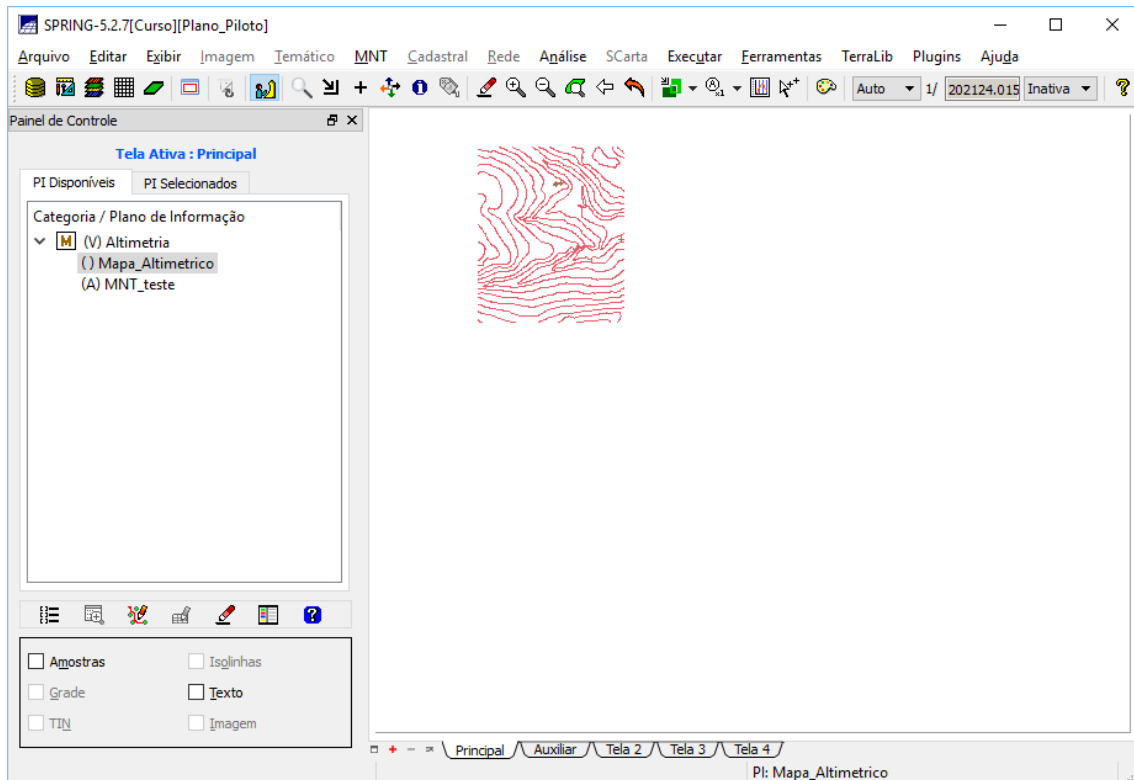 SPRING-5.2.7[Curso][Plano_Piloto]
Arquivo Editar Exibir Imagem Temático MNT Cadastral Rede Análise SCarta Executar Ferramentas TerraLib Plugins Ajuda
Auto 1/ 202124.015 Inativa
Painel de Controle
Tela Ativa : Principal
PI Disponíveis PI Selecionados
Categoria / Plano de Informação
M (V) Altimetria
( ) Mapa_Altimetrico
(A) MNT_teste
Amostras Isolinhas
Grade Texto
TIN Imagem
Principal Auxiliar Tela 2 Tela 3 Tela 4
PI: Mapa_Altimetrico